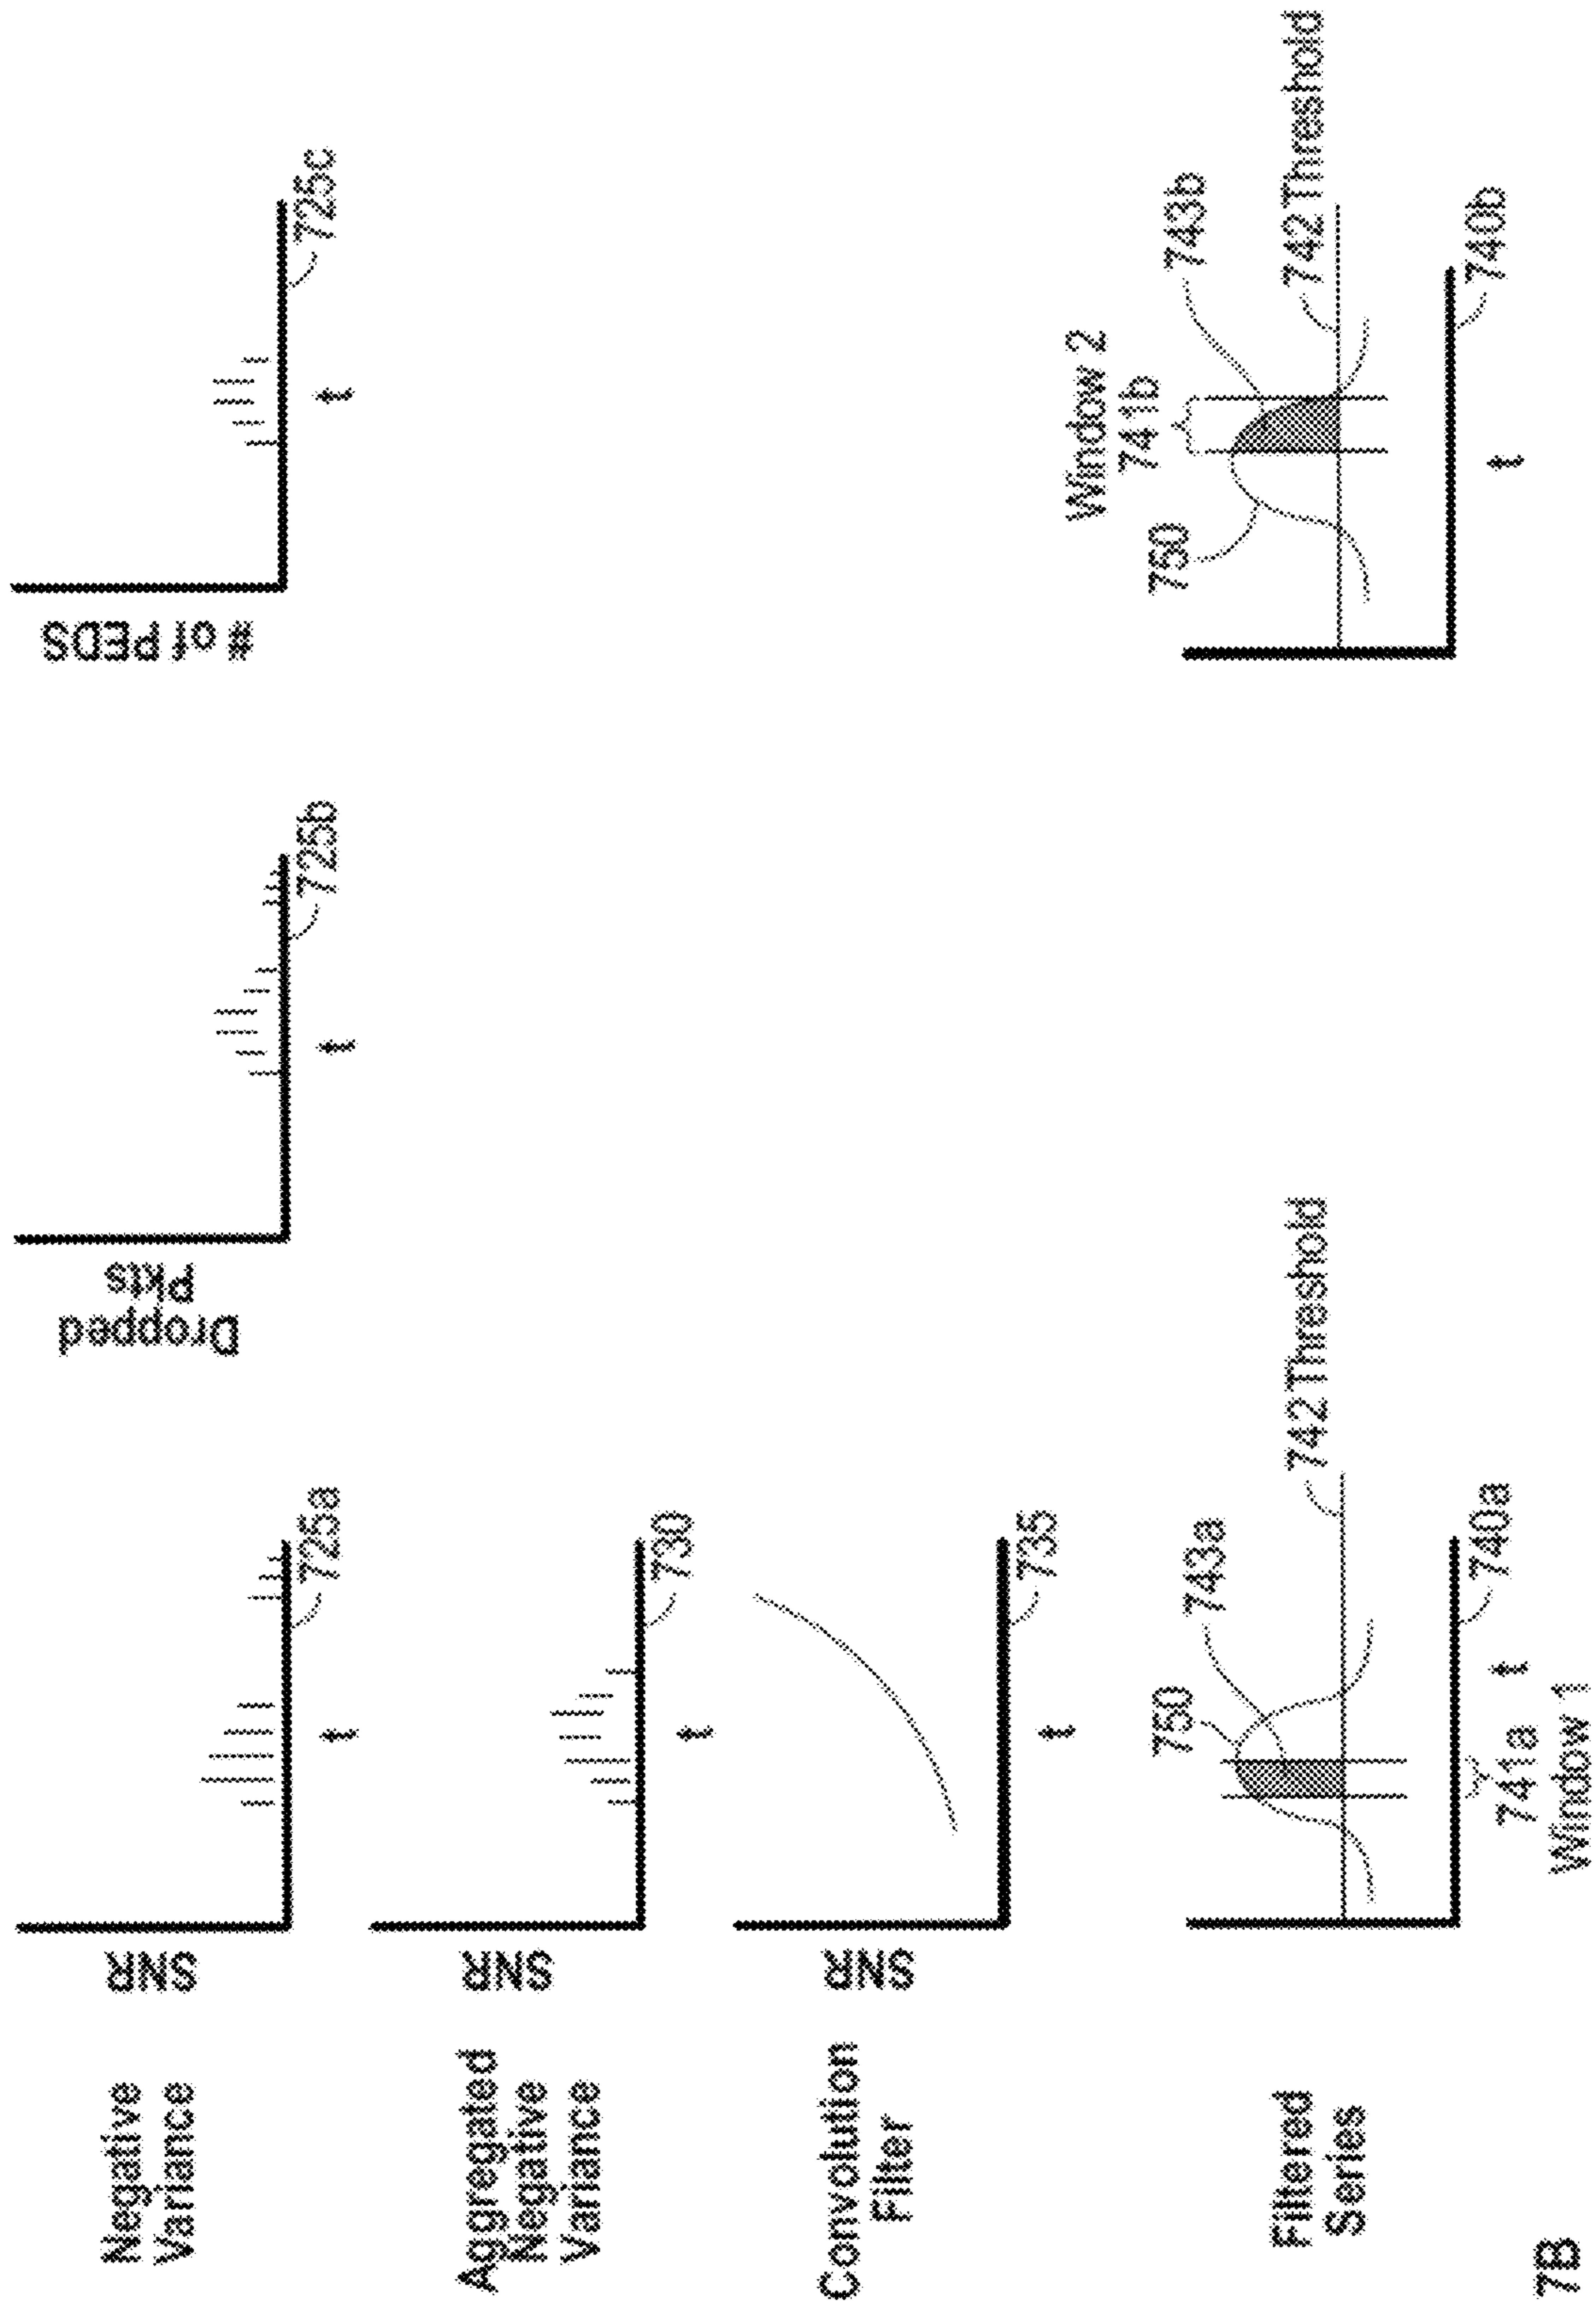 Negative
Variance
SNR
t
725a
Dropped
Pkts
t
725b
# of PEDS
t
725c
Aggregated
Negative
Variance
SNR
t
730
Convolution
Filter
SNR
t
735
Filtered
Series
750
743a
742 Threshold
t
740a
741a
Window 1
Window 2
741b
750
743b
742 Threshold
t
740b
7B